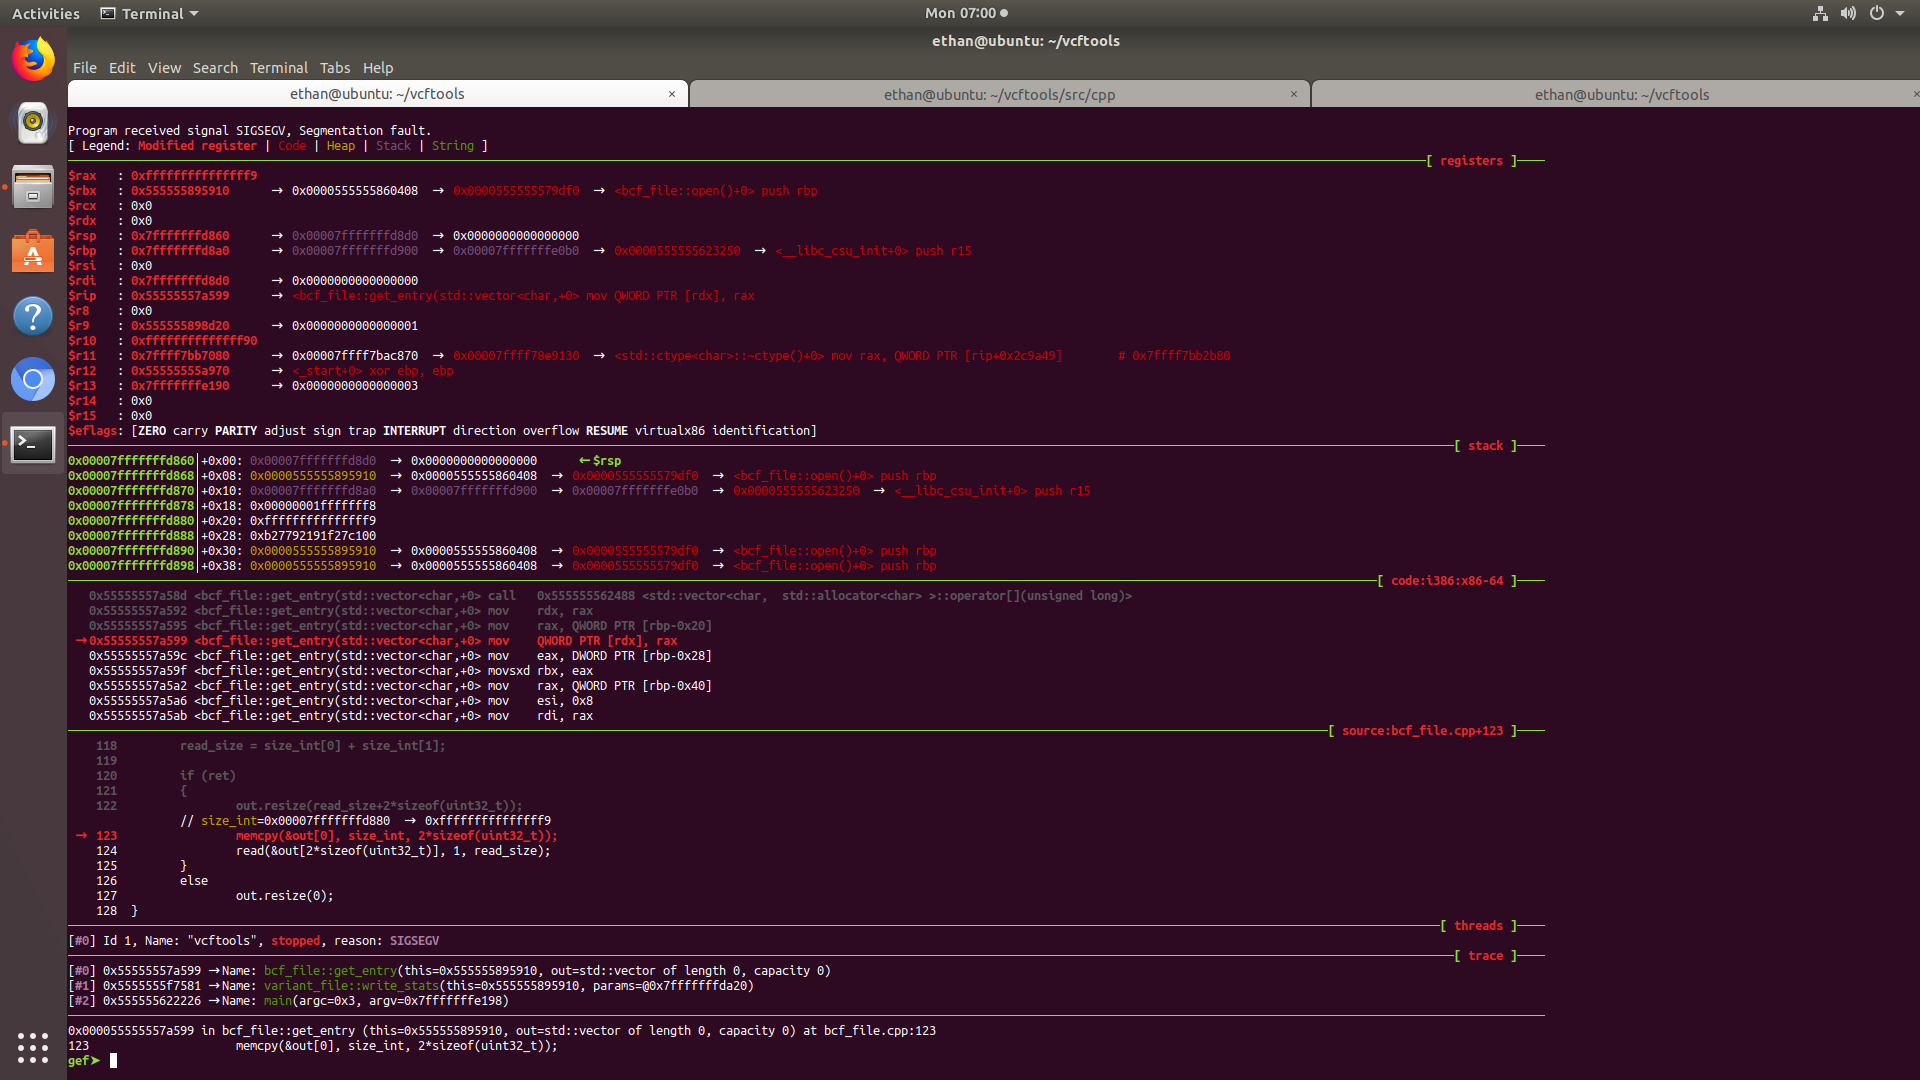 Activities Terminal Mon 07:00
ethan@ubuntu: ~/vcftools
File Edit View Search Terminal Tabs Help
ethan@ubuntu: ~/vcftools × ethan@ubuntu: ~/vcftools/src/cpp × ethan@ubuntu: ~/vcftools ×
Program received signal SIGSEGV, Segmentation fault.
[ Legend: Modified register | Code | Heap | Stack | String ]
[ registers ]
$rax : 0xfffffffffffffff9
$rbx : 0x555555895910 → 0x0000555555860408 → 0x0000555555579df0 → <bcf_file::open()+0> push rbp
$rcx : 0x0
$rdx : 0x0
$rsp : 0x7fffffffd860 → 0x00007fffffffd8d0 → 0x0000000000000000
$rbp : 0x7fffffffd8a0 → 0x00007fffffffd900 → 0x00007fffffffe0b0 → 0x0000555555623250 → <__libc_csu_init+0> push r15
$rsi : 0x0
$rdi : 0x7fffffffd8d0 → 0x0000000000000000
$rip : 0x55555557a599 → <bcf_file::get_entry(std::vector<char,+0> mov QWORD PTR [rdx], rax
$r8 : 0x0
$r9 : 0x555555898d20 → 0x0000000000000001
$r10 : 0xffffffffffffff90
$r11 : 0x7ffff7bb7080 → 0x00007ffff7bac870 → 0x00007ffff78e9130 → <std::ctype<char>::~ctype()+0> mov rax, QWORD PTR [rip+0x2c9a49] # 0x7ffff7bb2b80
$r12 : 0x55555555a970 → <_start+0> xor ebp, ebp
$r13 : 0x7fffffffe190 → 0x0000000000000003
$r14 : 0x0
$r15 : 0x0
$eflags: [ZERO carry PARITY adjust sign trap INTERRUPT direction overflow RESUME virtualx86 identification]
[ stack ]
0x00007fffffffd860│+0x00: 0x00007fffffffd8d0 → 0x0000000000000000 ←$rsp
0x00007fffffffd868│+0x08: 0x0000555555895910 → 0x0000555555860408 → 0x0000555555579df0 → <bcf_file::open()+0> push rbp
0x00007fffffffd870│+0x10: 0x00007fffffffd8a0 → 0x00007fffffffd900 → 0x00007fffffffe0b0 → 0x0000555555623250 → <__libc_csu_init+0> push r15
0x00007fffffffd878│+0x18: 0x00000001fffffff8
0x00007fffffffd880│+0x20: 0xfffffffffffffff9
0x00007fffffffd888│+0x28: 0xb27792191f27c100
0x00007fffffffd890│+0x30: 0x0000555555895910 → 0x0000555555860408 → 0x0000555555579df0 → <bcf_file::open()+0> push rbp
0x00007fffffffd898│+0x38: 0x0000555555895910 → 0x0000555555860408 → 0x0000555555579df0 → <bcf_file::open()+0> push rbp
[ code:i386:x86-64 ]
0x55555557a58d <bcf_file::get_entry(std::vector<char,+0> call 0x555555562488 <std::vector<char, std::allocator<char> >::operator[](unsigned long)>
0x55555557a592 <bcf_file::get_entry(std::vector<char,+0> mov rdx, rax
0x55555557a595 <bcf_file::get_entry(std::vector<char,+0> mov rax, QWORD PTR [rbp-0x20]
→0x55555557a599 <bcf_file::get_entry(std::vector<char,+0> mov QWORD PTR [rdx], rax
0x55555557a59c <bcf_file::get_entry(std::vector<char,+0> mov eax, DWORD PTR [rbp-0x28]
0x55555557a59f <bcf_file::get_entry(std::vector<char,+0> movsxd rbx, eax
0x55555557a5a2 <bcf_file::get_entry(std::vector<char,+0> mov rax, QWORD PTR [rbp-0x40]
0x55555557a5a6 <bcf_file::get_entry(std::vector<char,+0> mov esi, 0x8
0x55555557a5ab <bcf_file::get_entry(std::vector<char,+0> mov rdi, rax
[ source:bcf_file.cpp+123 ]
118 read_size = size_int[0] + size_int[1];
119
120 if (ret)
121 {
122 out.resize(read_size+2*sizeof(uint32_t));
// size_int=0x00007fffffffd880 → 0xfffffffffffffff9
→ 123 memcpy(&out[0], size_int, 2*sizeof(uint32_t));
124 read(&out[2*sizeof(uint32_t)], 1, read_size);
125 }
126 else
127 out.resize(0);
128 }
[ threads ]
[#0] Id 1, Name: "vcftools", stopped, reason: SIGSEGV
[ trace ]
[#0] 0x55555557a599 →Name: bcf_file::get_entry(this=0x555555895910, out=std::vector of length 0, capacity 0)
[#1] 0x5555555f7581 →Name: variant_file::write_stats(this=0x555555895910, params=@0x7fffffffda20)
[#2] 0x555555622226 →Name: main(argc=0x3, argv=0x7fffffffe198)
0x000055555557a599 in bcf_file::get_entry (this=0x555555895910, out=std::vector of length 0, capacity 0) at bcf_file.cpp:123
123 memcpy(&out[0], size_int, 2*sizeof(uint32_t));
gef➤